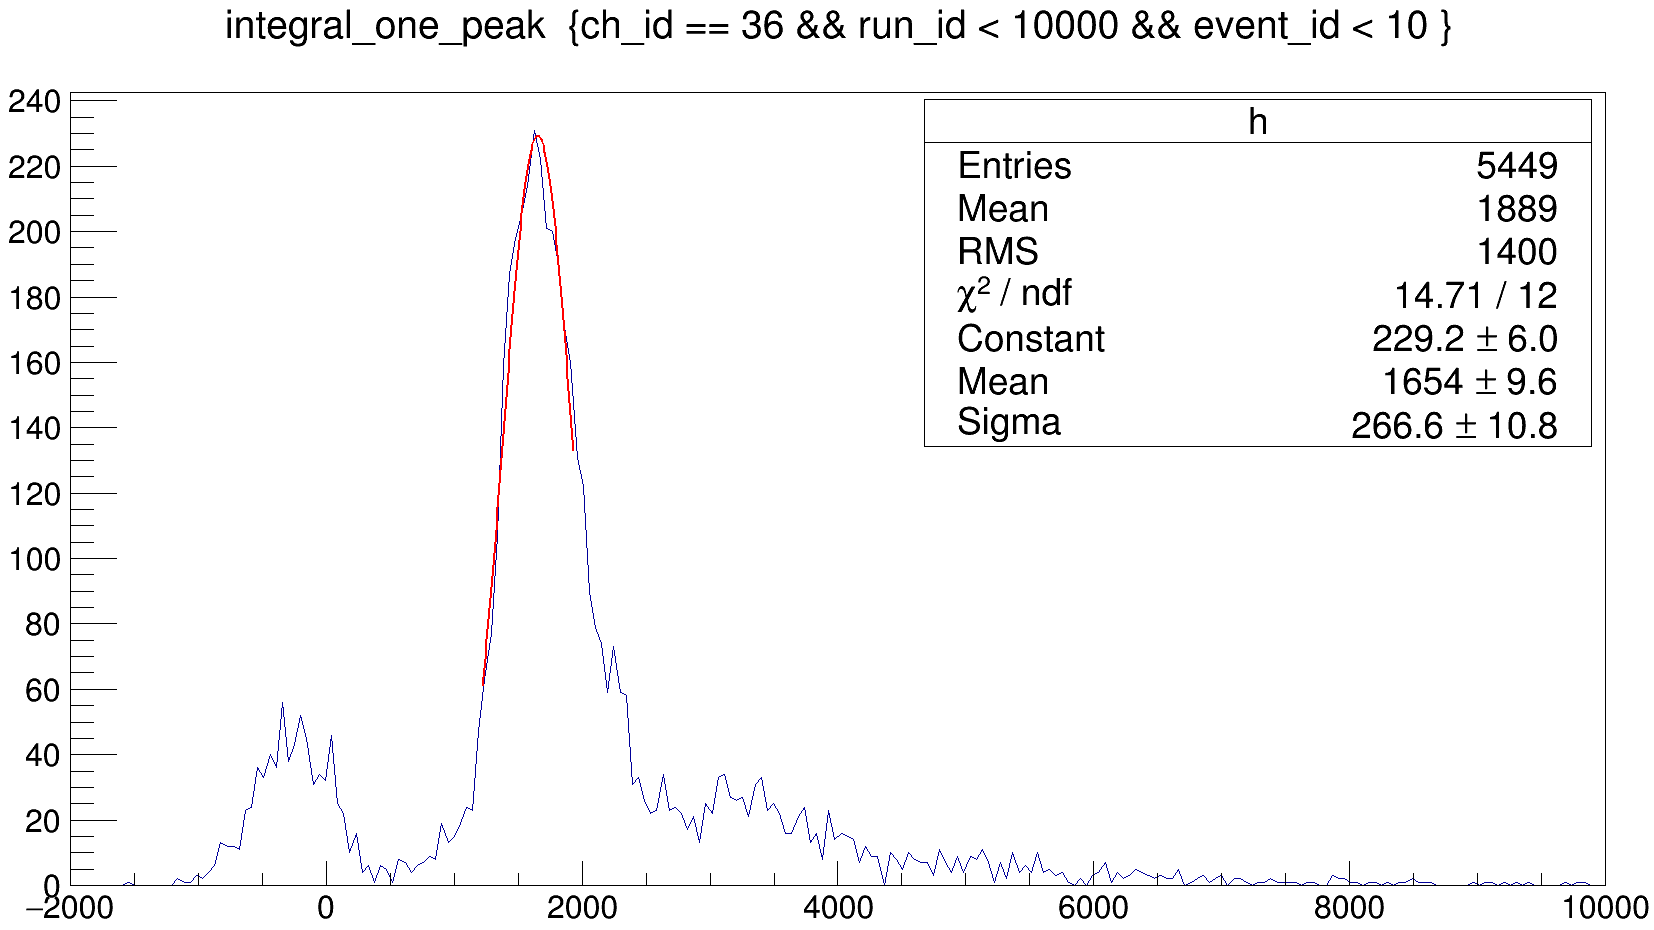 integral_one_peak {ch_id == 36 && run_id < 10000 && event_id < 10 }
240
220
200
180
160
140
120
100
80
60
40
20
0
−2000 0 2000 4000 6000 8000 10000
h
Entries 5449
Mean 1889
RMS 1400
χ² / ndf 14.71 / 12
Constant 229.2 ± 6.0
Mean 1654 ± 9.6
Sigma 266.6 ± 10.8